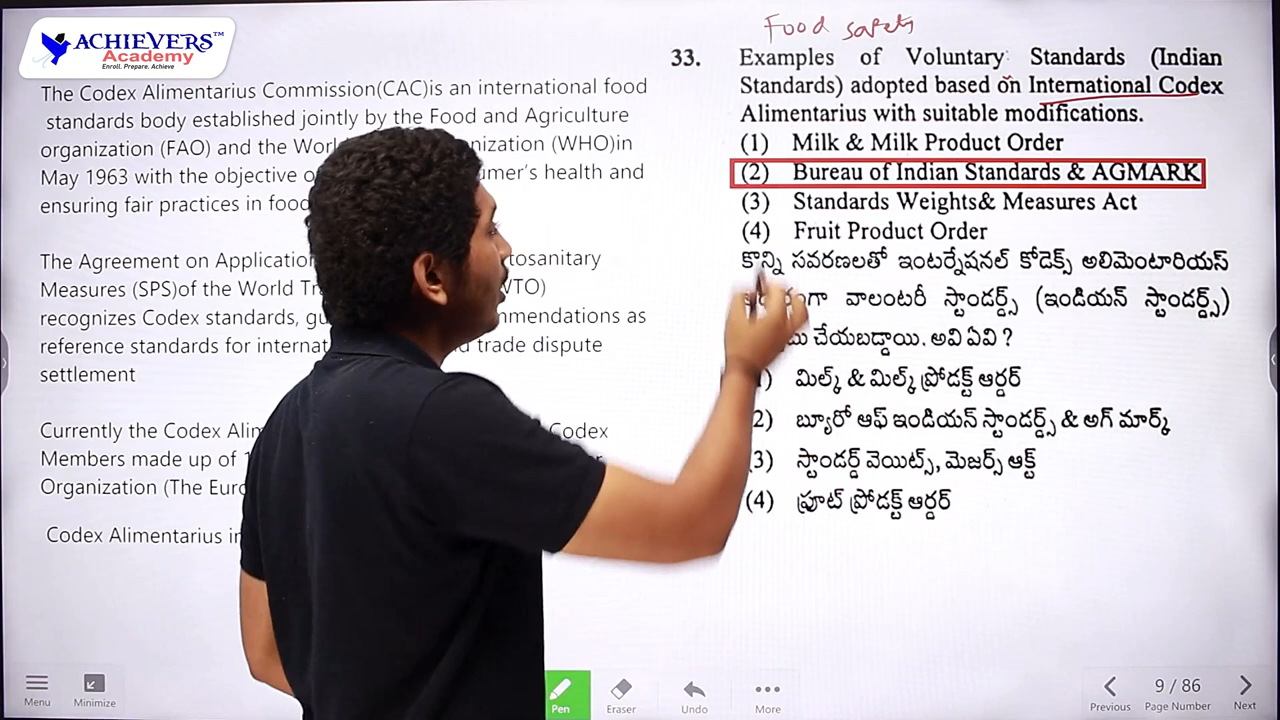 ACHIEVERS™
Academy
Enroll. Prepare. Achieve
The Codex Alimentarius Commission(CAC)is an international food
standards body established jointly by the Food and Agriculture
organization (FAO) and the Worl nization (WHO)in
May 1963 with the objective o umer's health and
ensuring fair practices in foo
The Agreement on Application tosanitary
Measures (SPS)of the World Tr WTO)
recognizes Codex standards, gu mmendations as
reference standards for internat d trade dispute
settlement
Currently the Codex Alim Codex
Members made up of 1
Organization (The Euro
Codex Alimentarius in
Food safety
33. Examples of Voluntary Standards (Indian
Standards) adopted based on International Codex
Alimentarius with suitable modifications.
(1) Milk & Milk Product Order
(2) Bureau of Indian Standards & AGMARK
(3) Standards Weights& Measures Act
(4) Fruit Product Order
కొన్ని సవరణలతో ఇంటర్నేషనల్ కోడెక్స్ అలిమెంటారియస్
గా వాలంటరీ స్టాండర్డ్స్ (ఇండియన్ స్టాండర్డ్స్)
చేయబడ్డాయి. అవి ఏవి ?
1) మిల్క్ & మిల్క్ ప్రోడక్ట్ ఆర్డర్
2) బ్యూరో ఆఫ్ ఇండియన్ స్టాండర్డ్స్ & అగ్ మార్క్
3) స్టాండర్డ్ వెయిట్స్, మెజర్స్ ఆక్ట్
(4) ఫ్రూట్ ప్రోడక్ట్ ఆర్డర్
Menu Minimize Pen Eraser Undo More Previous 9 / 86 Page Number Next